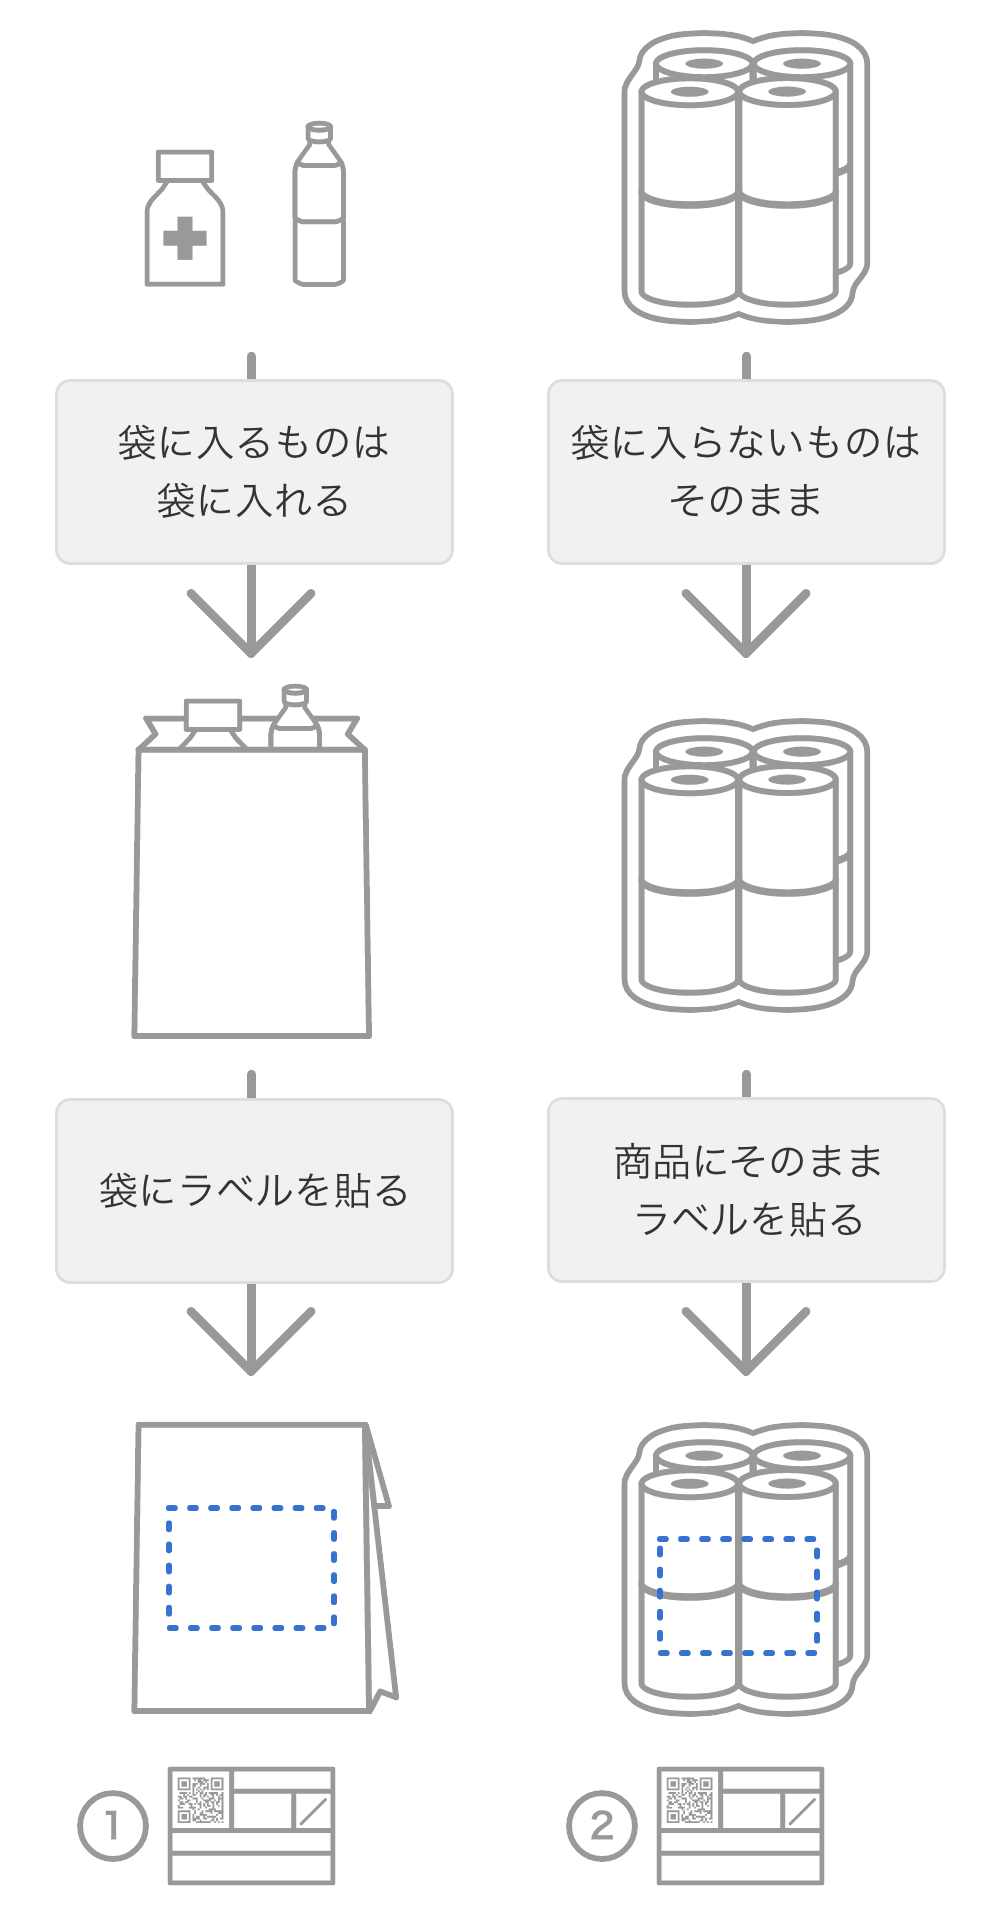 袋に入るものは
袋に入れる
袋に入らないものは
そのまま
袋にラベルを貼る
商品にそのまま
ラベルを貼る
1
2